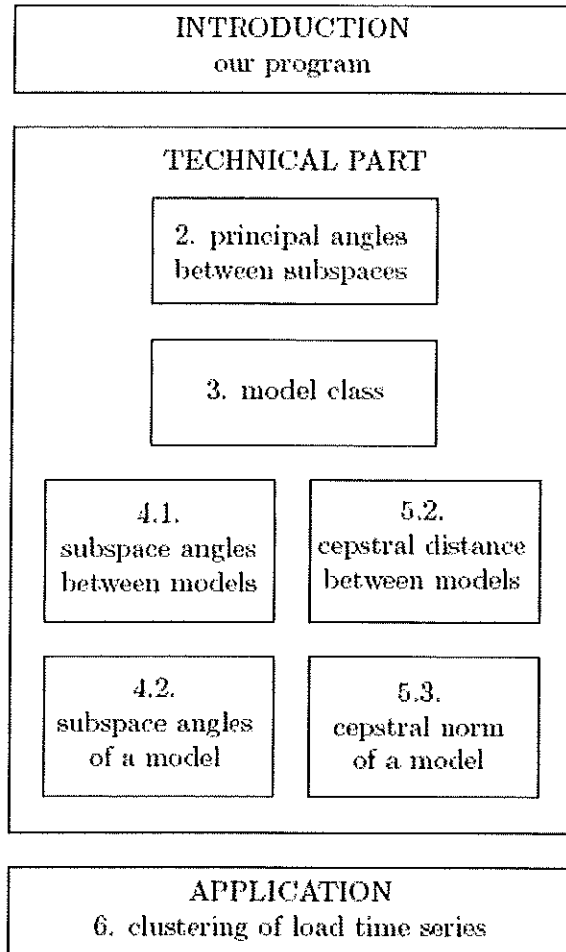 INTRODUCTION
our program
TECHNICAL PART
2. principal angles
between subspaces
3. model class
4.1.
subspace angles
between models
5.2.
cepstral distance
between models
4.2.
subspace angles
of a model
5.3.
cepstral norm
of a model
APPLICATION
6. clustering of load time series